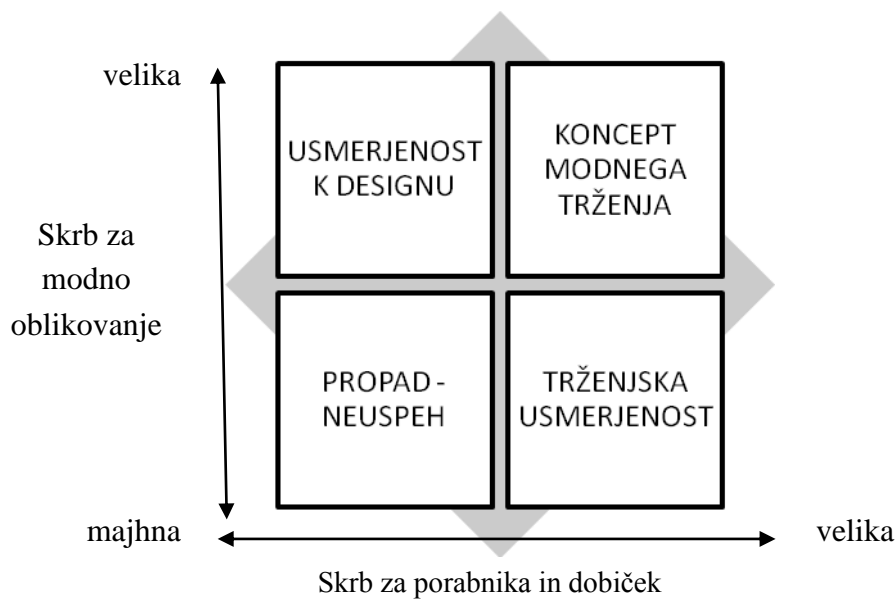 velika
USMERJENOST
K DESIGNU
KONCEPT
MODNEGA
TRŽENJA
Skrb za
modno
oblikovanje
PROPAD -
NEUSPEH
TRŽENJSKA
USMERJENOST
majhna
velika
Skrb za porabnika in dobiček